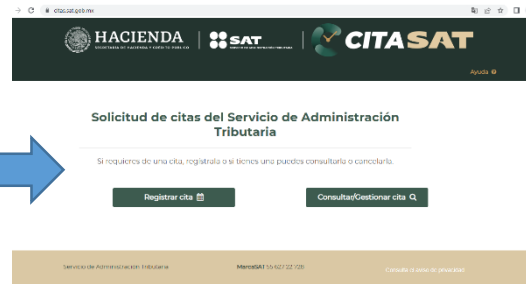 citas.sat.gob.mx
HACIENDA
SECRETARÍA DE HACIENDA Y CRÉDITO PÚBLICO
SAT
CITA SAT
Ayuda
Solicitud de citas del Servicio de Administración
Tributaria
Si requieres de una cita, regístrala o si tienes una puedes consultarla o cancelarla.
Registrar cita
Consultar/Gestionar cita
Servicio de Administración Tributaria
MarcaSAT 55 627 22 728
Consulta el aviso de privacidad